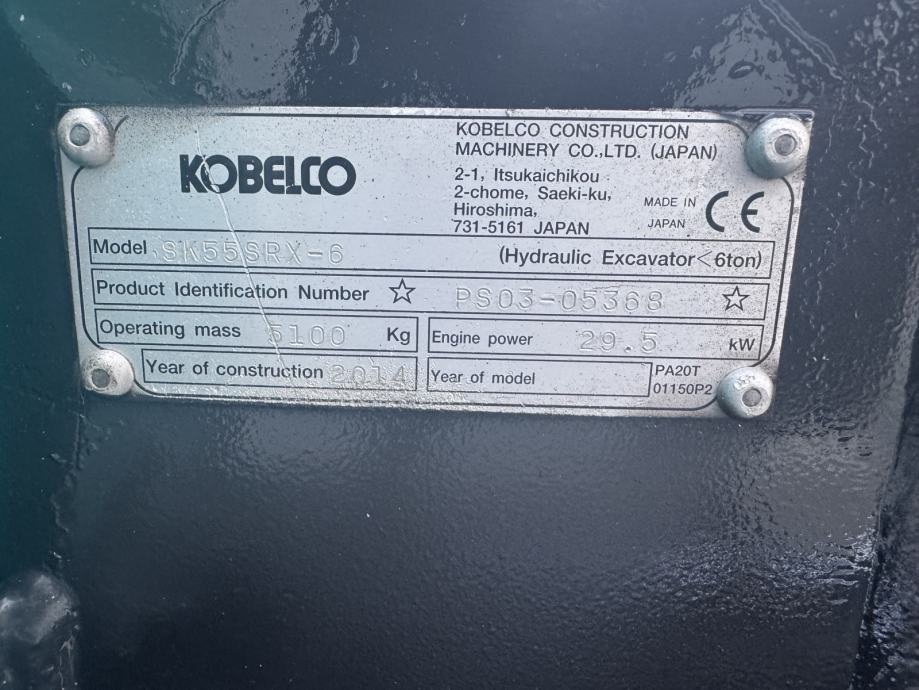 KOBELCO
KOBELCO CONSTRUCTION
MACHINERY CO.,LTD. (JAPAN)
2-1, Itsukaichikou
2-chome, Saeki-ku,
Hiroshima,
731-5161 JAPAN
MADE IN
JAPAN
CE
Model SK55SRX-6 (Hydraulic Excavator<6ton)
Product Identification Number ☆ PS03-05368 ☆
Operating mass 5100 Kg
Engine power 29.5 kW
Year of construction 2014
Year of model
PA20T
01150P2